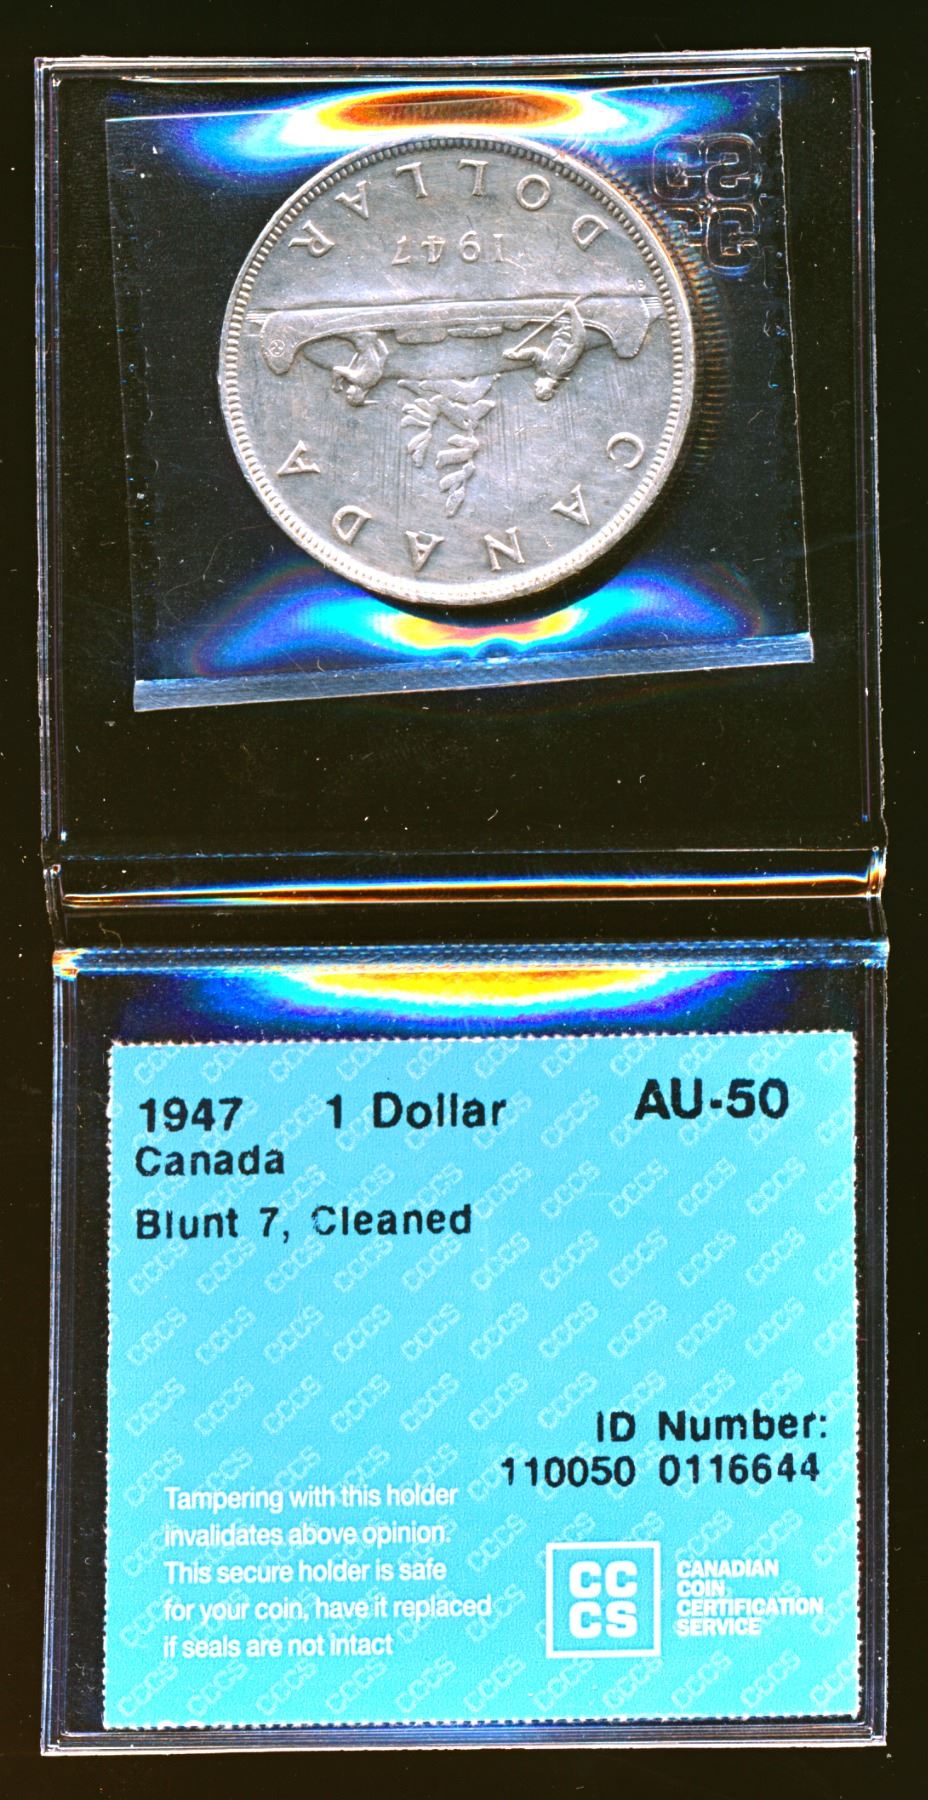 DOLLAR
1947
CANADA
CC
CS
1947 1 Dollar AU-50
Canada
Blunt 7, Cleaned
ID Number:
110050 0116644
Tampering with this holder
invalidates above opinion.
This secure holder is safe
for your coin, have it replaced
if seals are not intact
CC
CS
CANADIAN
COIN
CERTIFICATION
SERVICE